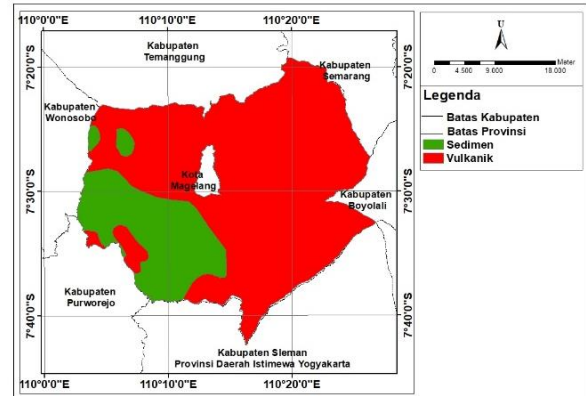 110°0'0"E 110°10'0"E 110°20'0"E
7°20'0"S
7°30'0"S
7°40'0"S
Kabupaten
Temanggung
Kabupaten
Semarang
Kabupaten
Wonosobo
Kota
Magelang
Kabupaten
Boyolali
Kabupaten
Purworejo
Kabupaten Sleman
Provinsi Daerah Istimewa Yogyakarta
7°20'0"S
7°30'0"S
7°40'0"S
110°0'0"E 110°10'0"E 110°20'0"E
U
Meter
0 4.500 9.000 18.000
Legenda
Batas Kabupaten
Batas Provinsi
Sedimen
Vulkanik